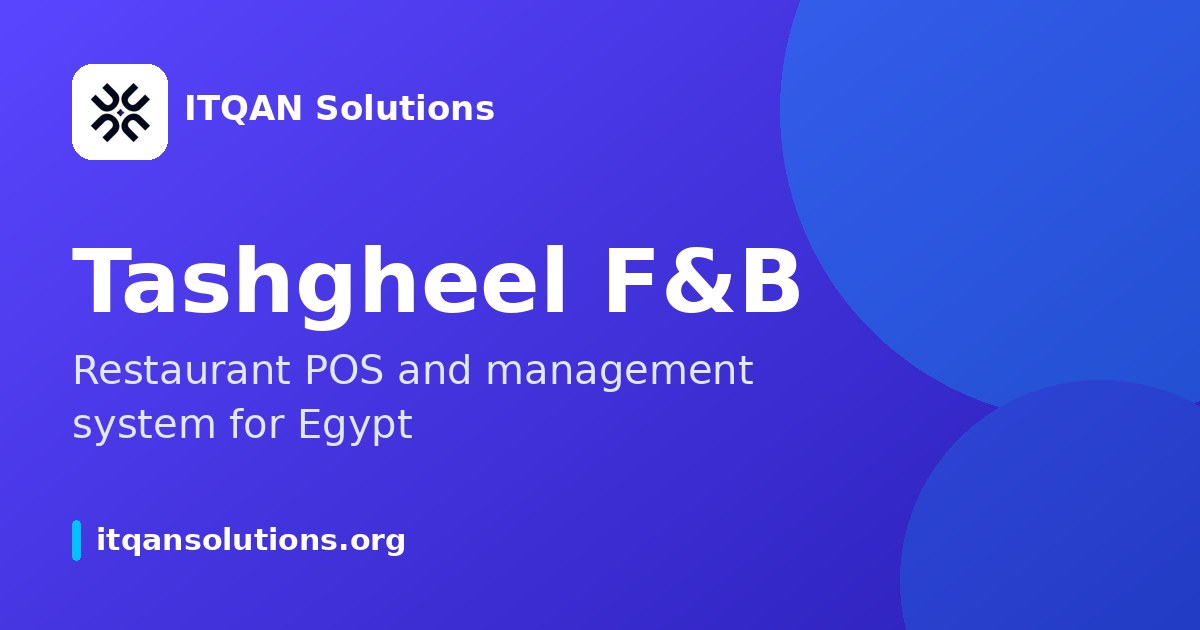 ITQAN Solutions
Tashgheel F&B
Restaurant POS and management
system for Egypt
itqansolutions.org